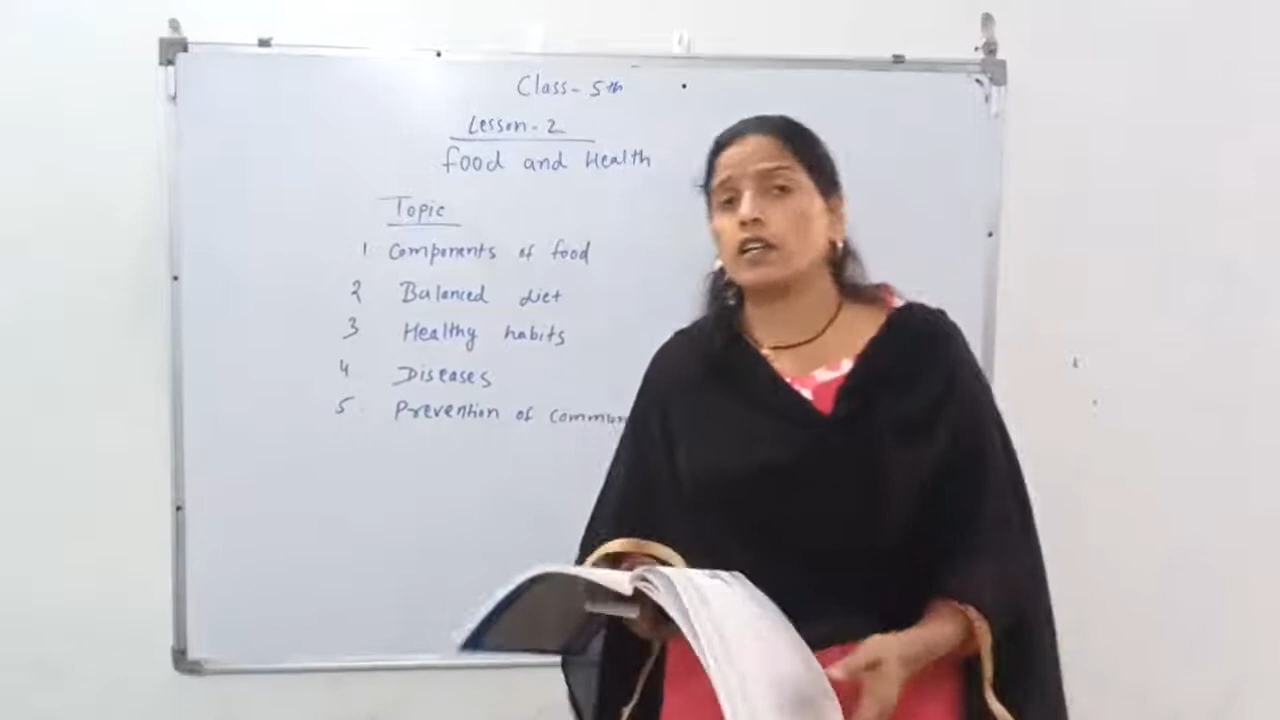 Class - 5th
Lesson - 2
food and Health
Topic
1 Components of food
2 Balanced diet
3 Healthy habits
4 Diseases
5. Prevention of